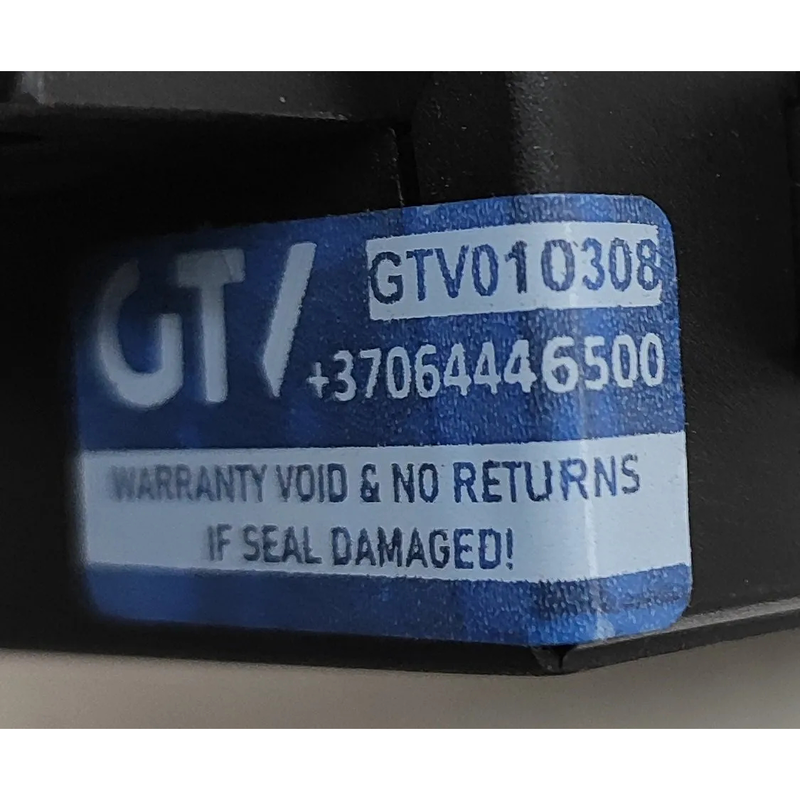 GT/
GTV010308
+37064446500
WARRANTY VOID & NO RETURNS
IF SEAL DAMAGED!